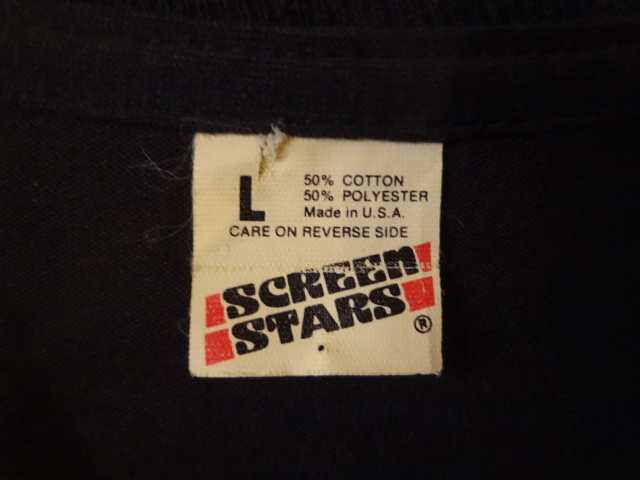 L
50% COTTON
50% POLYESTER
Made in U.S.A.
CARE ON REVERSE SIDE
SCREEN
STARS
®